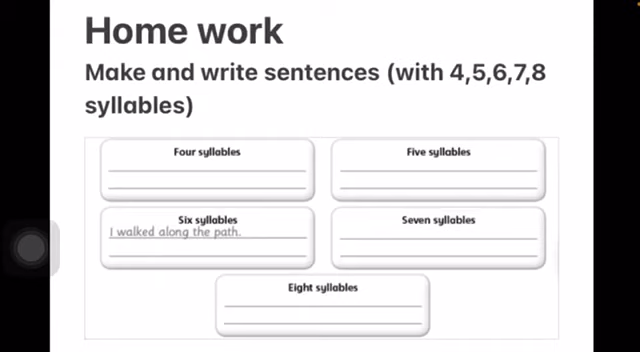 Home work
Make and write sentences (with 4,5,6,7,8
syllables)
Four syllables
Five syllables
Six syllables
I walked along the path.
Seven syllables
Eight syllables